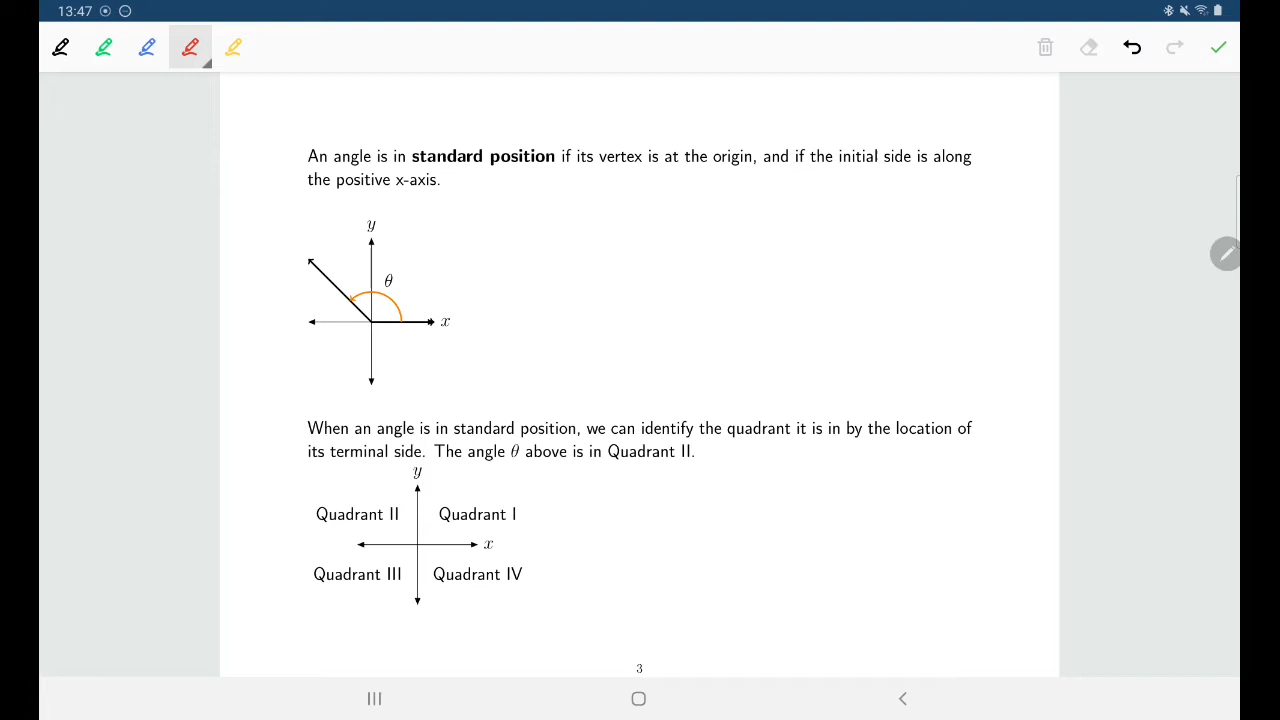 13:47
An angle is in standard position if its vertex is at the origin, and if the initial side is along
the positive x-axis.
y
θ
x
When an angle is in standard position, we can identify the quadrant it is in by the location of
its terminal side. The angle θ above is in Quadrant II.
y
Quadrant II Quadrant I
x
Quadrant III Quadrant IV
3